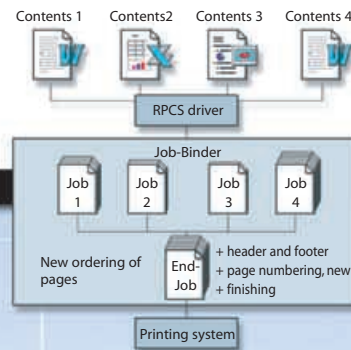 Contents 1 Contents2 Contents 3 Contents 4
W X W
RPCS driver
Job-Binder
Job 1
Job 2
Job 3
Job 4
New ordering of
pages
End-
Job
+ header and footer
+ page numbering, new
+ finishing
Printing system